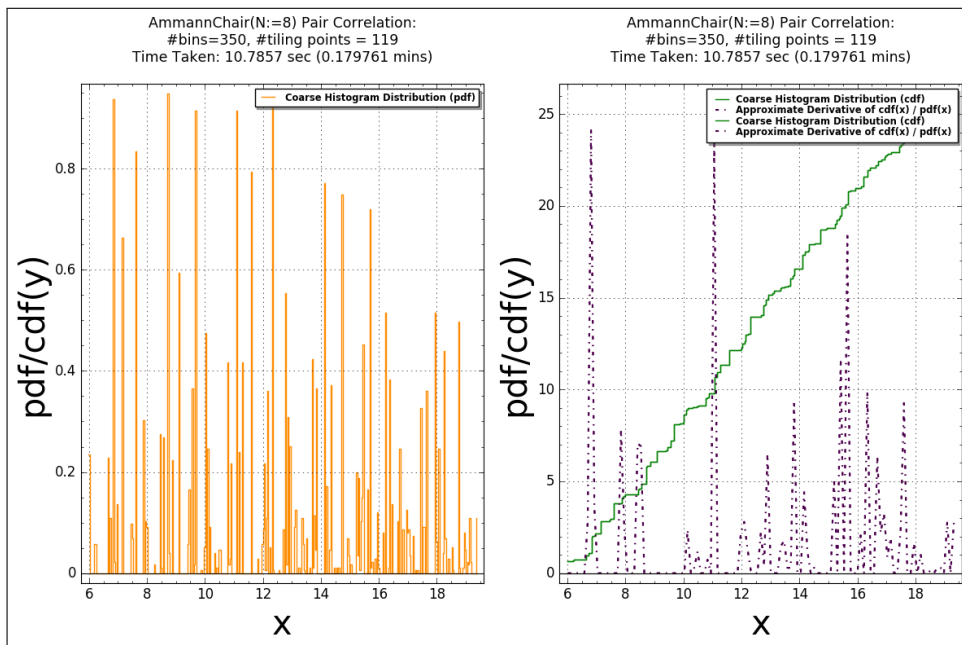 AmmannChair(N:=8) Pair Correlation:
#bins=350, #tiling points = 119
Time Taken: 10.7857 sec (0.179761 mins)
Coarse Histogram Distribution (pdf)
pdf/cdf(y)
0.8
0.6
0.4
0.2
0
6 8 10 12 14 16 18
x
AmmannChair(N:=8) Pair Correlation:
#bins=350, #tiling points = 119
Time Taken: 10.7857 sec (0.179761 mins)
Coarse Histogram Distribution (cdf)
Approximate Derivative of cdf(x) / pdf(x)
Coarse Histogram Distribution (cdf)
Approximate Derivative of cdf(x) / pdf(x)
pdf/cdf(y)
25
20
15
10
5
0
6 8 10 12 14 16 18
x